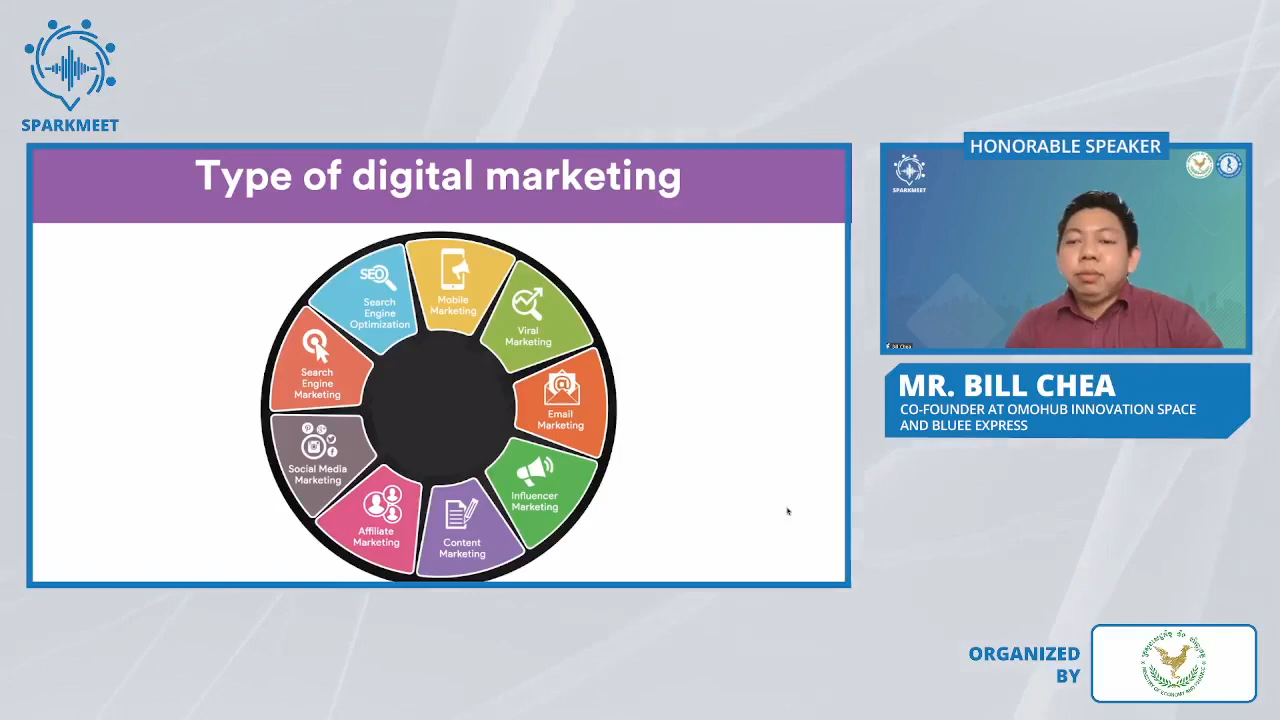 SPARKMEET
Type of digital marketing
SEO
Search
Engine
Optimization
Mobile
Marketing
Viral
Marketing
Email
Marketing
Influencer
Marketing
Content
Marketing
Affiliate
Marketing
Social Media
Marketing
Search
Engine
Marketing
HONORABLE SPEAKER
SPARKMEET
Bill Chea
MR. BILL CHEA
CO-FOUNDER AT OMOHUB INNOVATION SPACE
AND BLUEE EXPRESS
ORGANIZED
BY